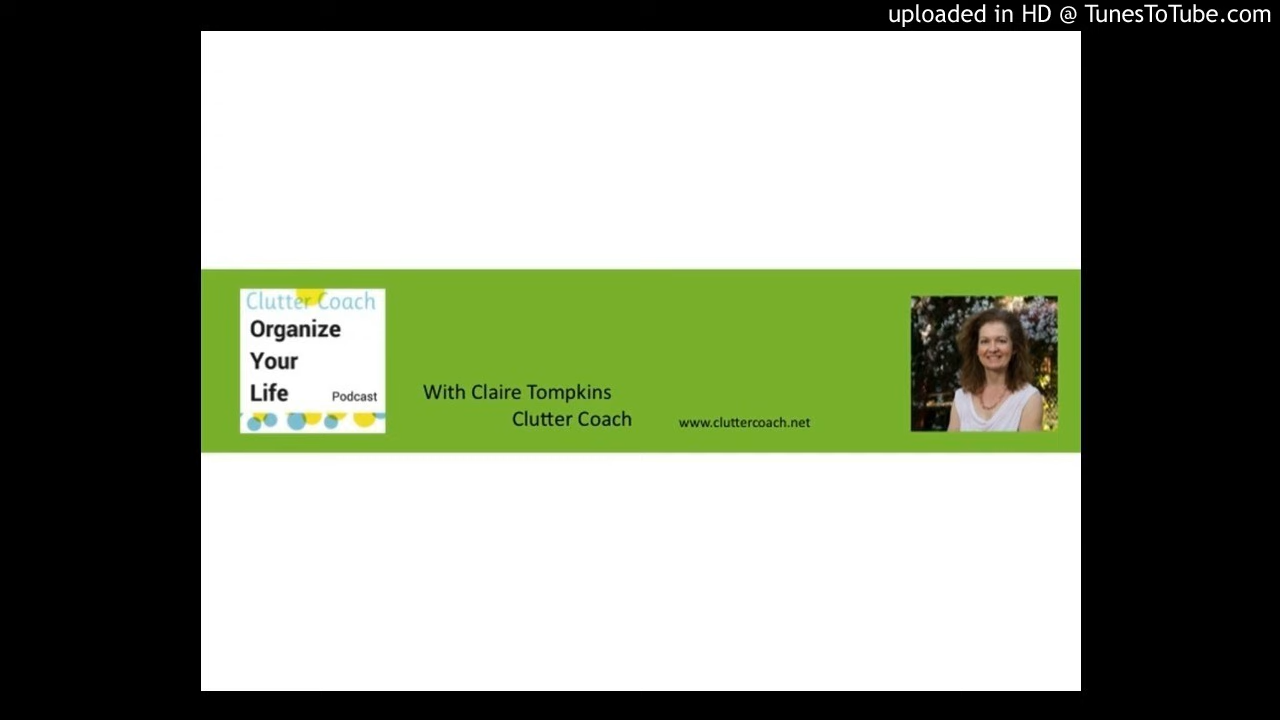 uploaded in HD @ TunesToTube.com
Clutter Coach
Organize
Your
Life
Podcast
With Claire Tompkins
Clutter Coach
www.cluttercoach.net